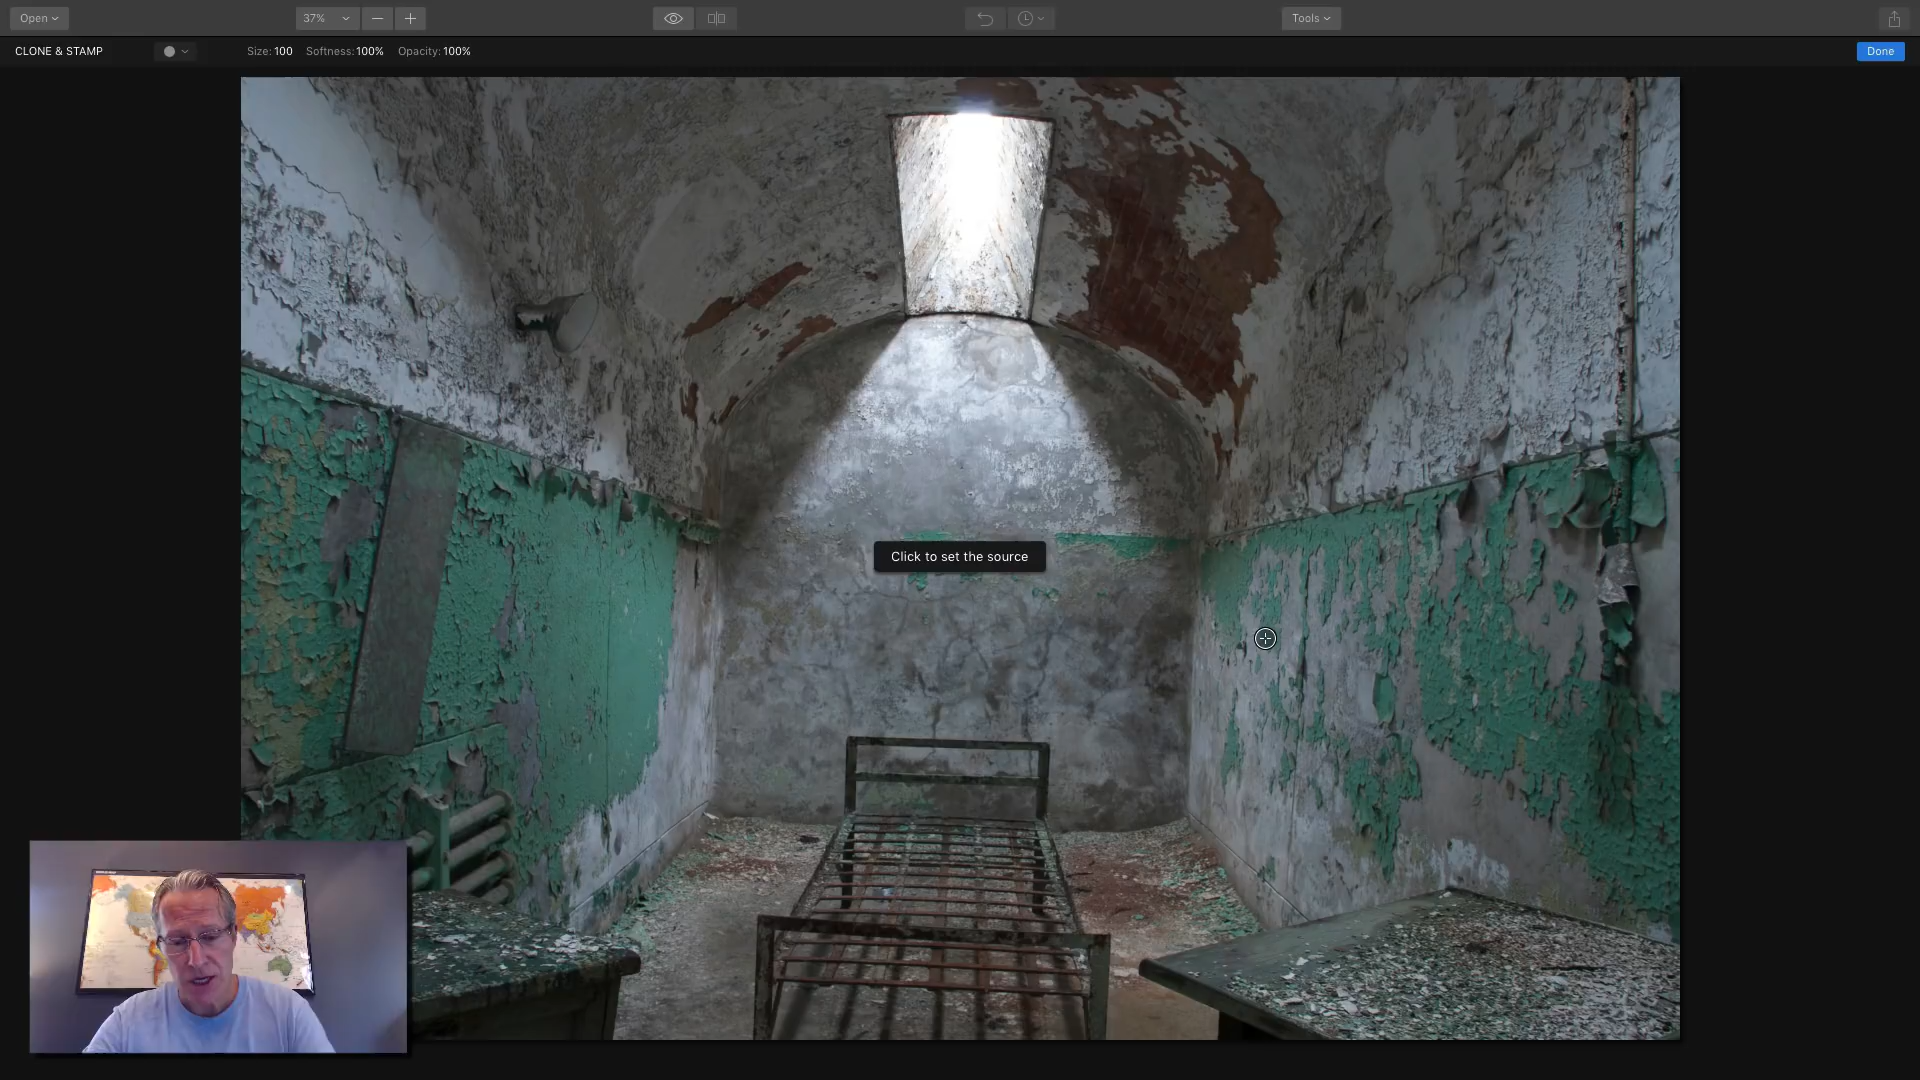 Open
37%
Tools
CLONE & STAMP
Size: 100 Softness: 100% Opacity: 100%
Done
Click to set the source